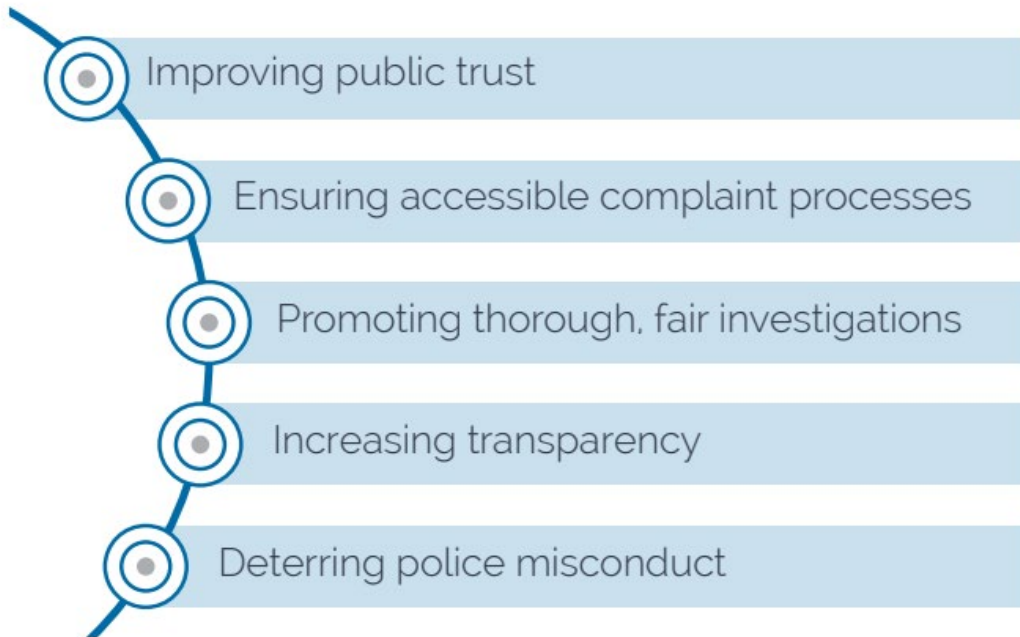 Improving public trust
Ensuring accessible complaint processes
Promoting thorough, fair investigations
Increasing transparency
Deterring police misconduct